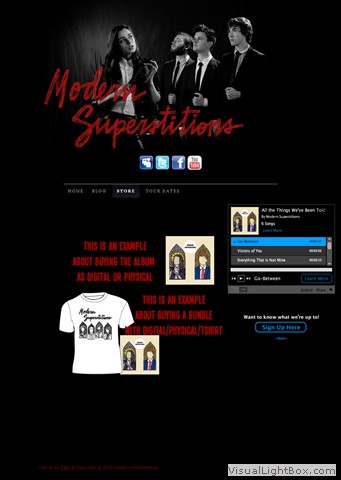 Modern
Superstitions
You
Tube
HOME BLOG STORE TOUR DATES
THIS IS AN EXAMPLE
ABOUT BUYING THE ALBUM
AS DIGITAL OR PHYSICAL
All the Things We've Been Told
By Modern Superstitions
6 Songs
Learn More
Go-Between
Visions of You
Everything That Is Not Mine
Go-Between Learn More
Share
Want to know what we're up to?
Sign Up Here
THIS IS AN EXAMPLE
ABOUT BUYING A BUNDLE
WITH DIGITAL/PHYSICAL/TSHIRT
Modern
Superstitions
VisualLightBox.com